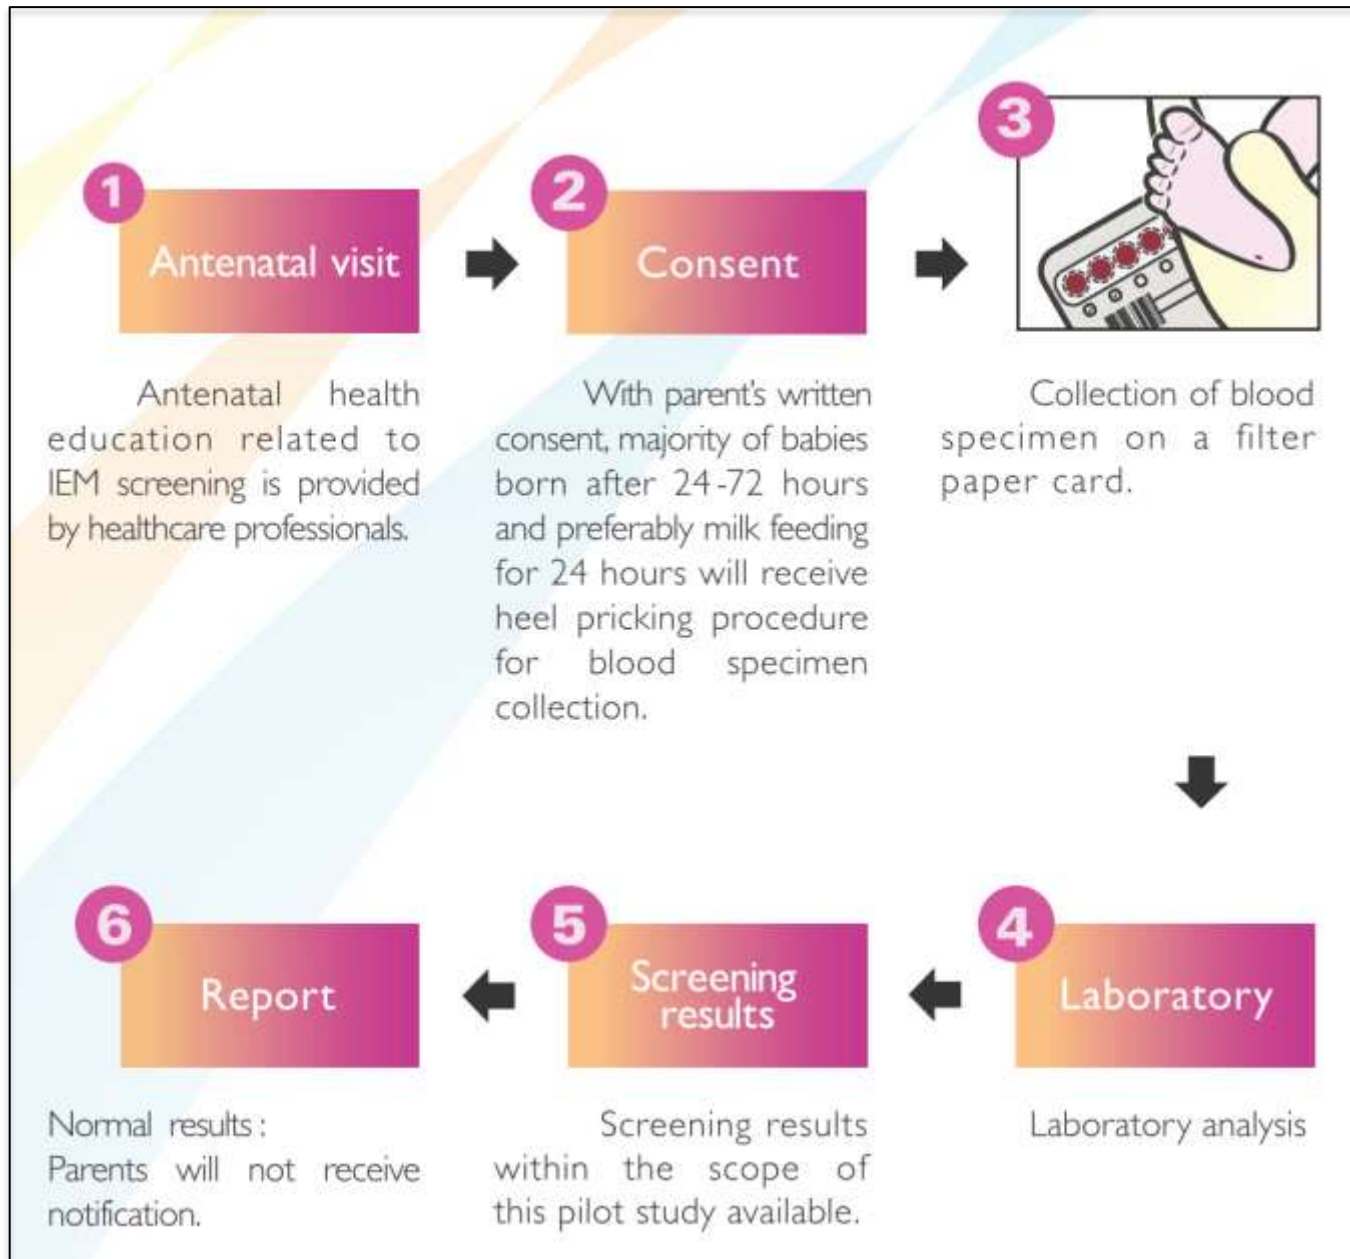 1
Antenatal visit
Antenatal health
education related to
IEM screening is provided
by healthcare professionals.
2
Consent
With parent's written
consent, majority of babies
born after 24-72 hours
and preferably milk feeding
for 24 hours will receive
heel pricking procedure
for blood specimen
collection.
3
Collection of blood
specimen on a filter
paper card.
4
Laboratory
Laboratory analysis
5
Screening
results
Screening results
within the scope of
this pilot study available.
6
Report
Normal results :
Parents will not receive
notification.